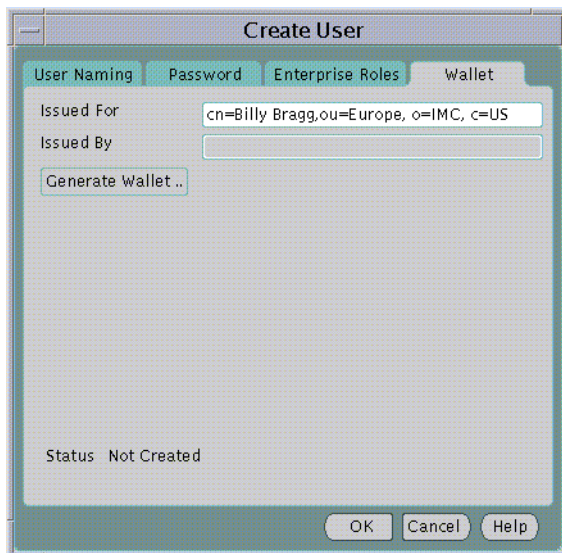 Create User
User Naming Password Enterprise Roles Wallet
Issued For cn=Billy Bragg,ou=Europe, o=IMC, c=US
Issued By
Generate Wallet ..
Status Not Created
OK Cancel Help